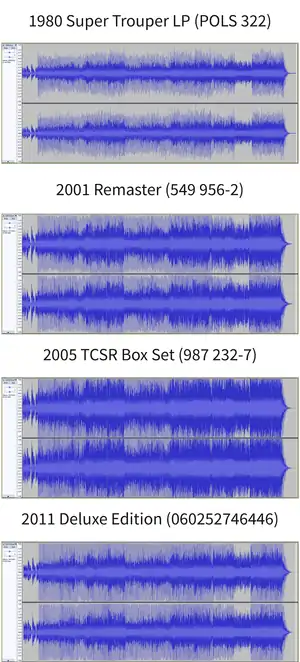 1980 Super Trouper LP (POLS 322)
2001 Remaster (549 956-2)
2005 TCSR Box Set (987 232-7)
2011 Deluxe Edition (060252746446)